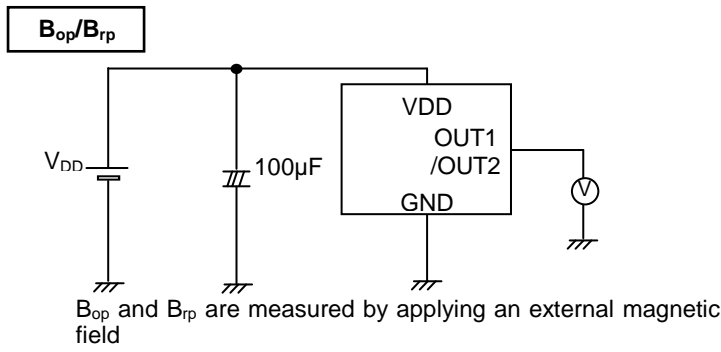 Bop/Brp
VDD
OUT1
/OUT2
VDD
100µF
V
GND
Bop and Brp are measured by applying an external magnetic
field